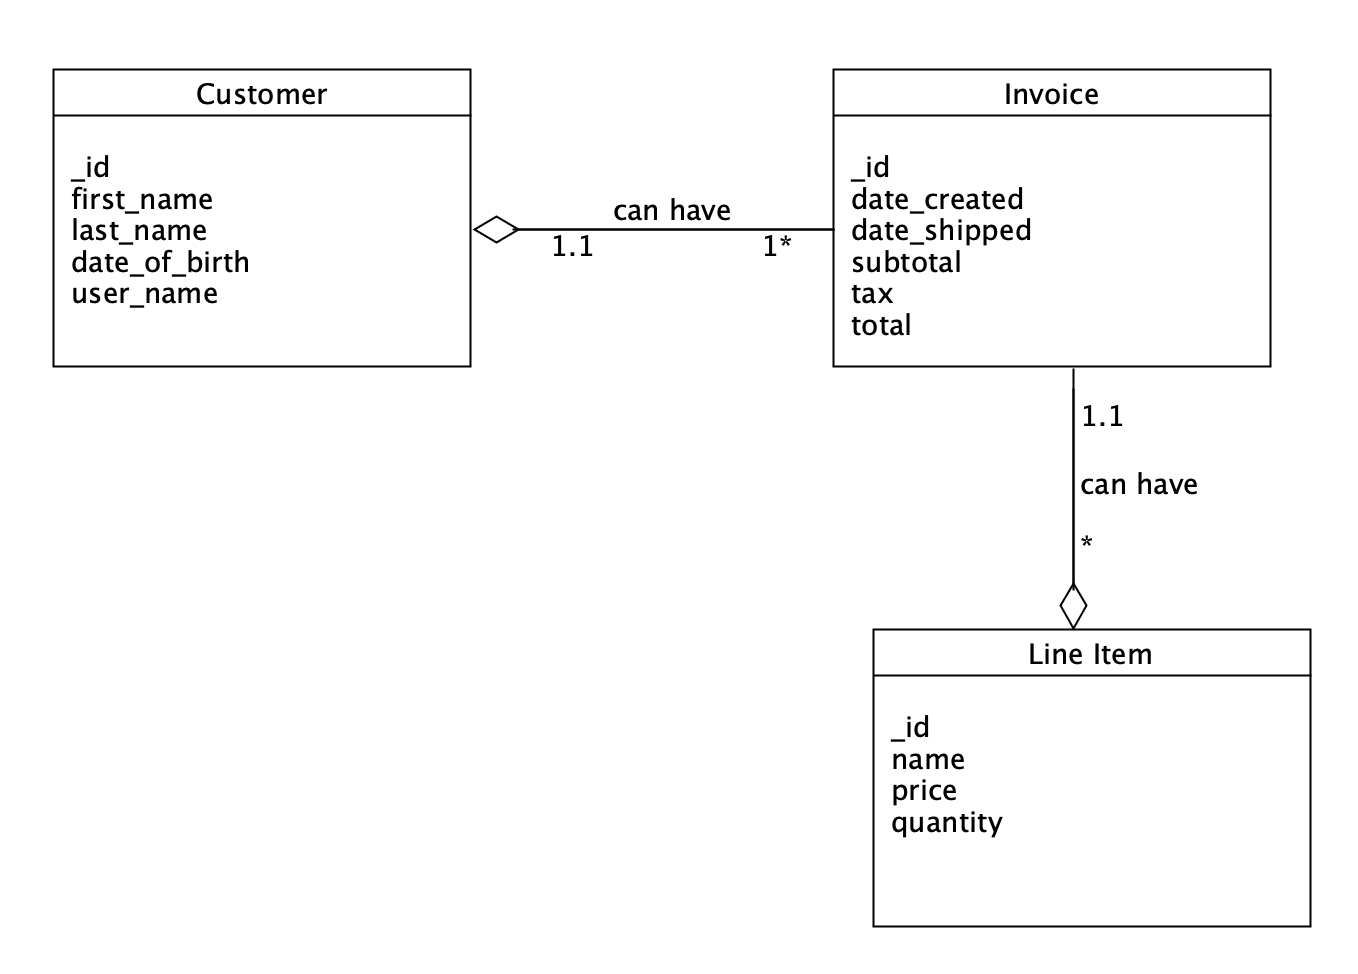 Customer
_id
first_name
last_name
date_of_birth
user_name
can have
1.1
1*
Invoice
_id
date_created
date_shipped
subtotal
tax
total
1.1
can have
*
Line Item
_id
name
price
quantity